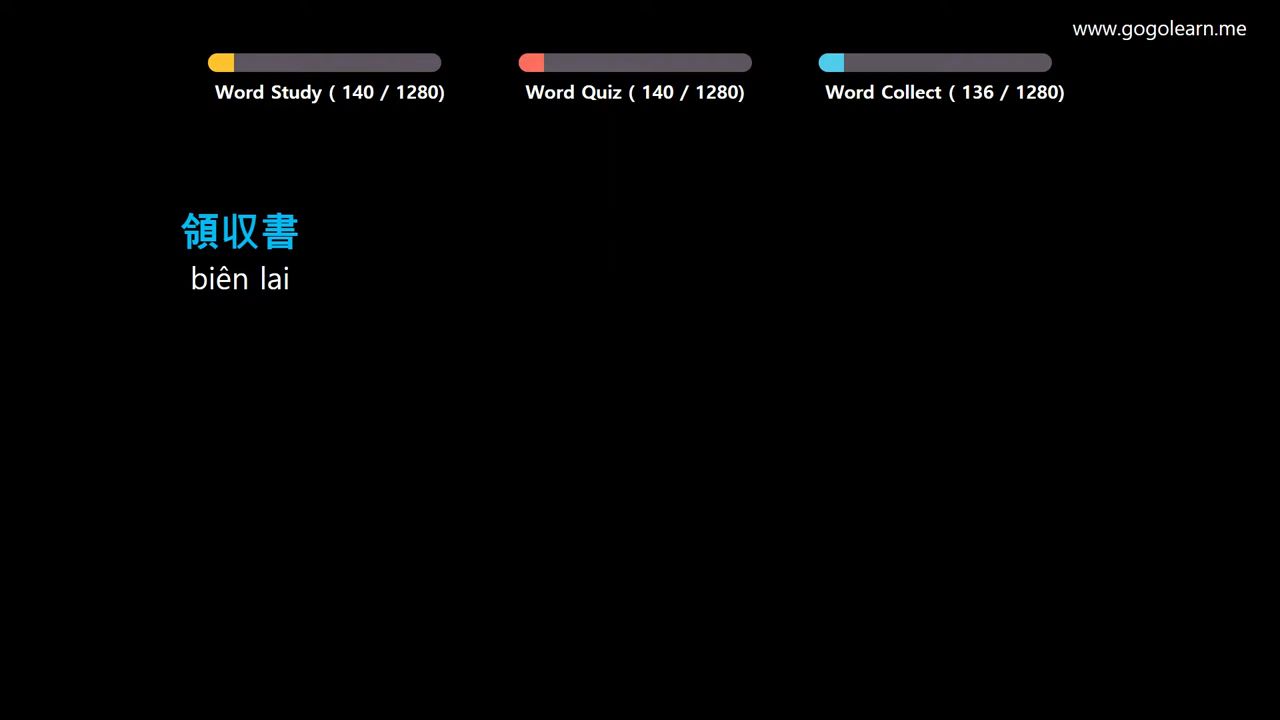 www.gogolearn.me
Word Study ( 140 / 1280)
Word Quiz ( 140 / 1280)
Word Collect ( 136 / 1280)
領収書
biên lai